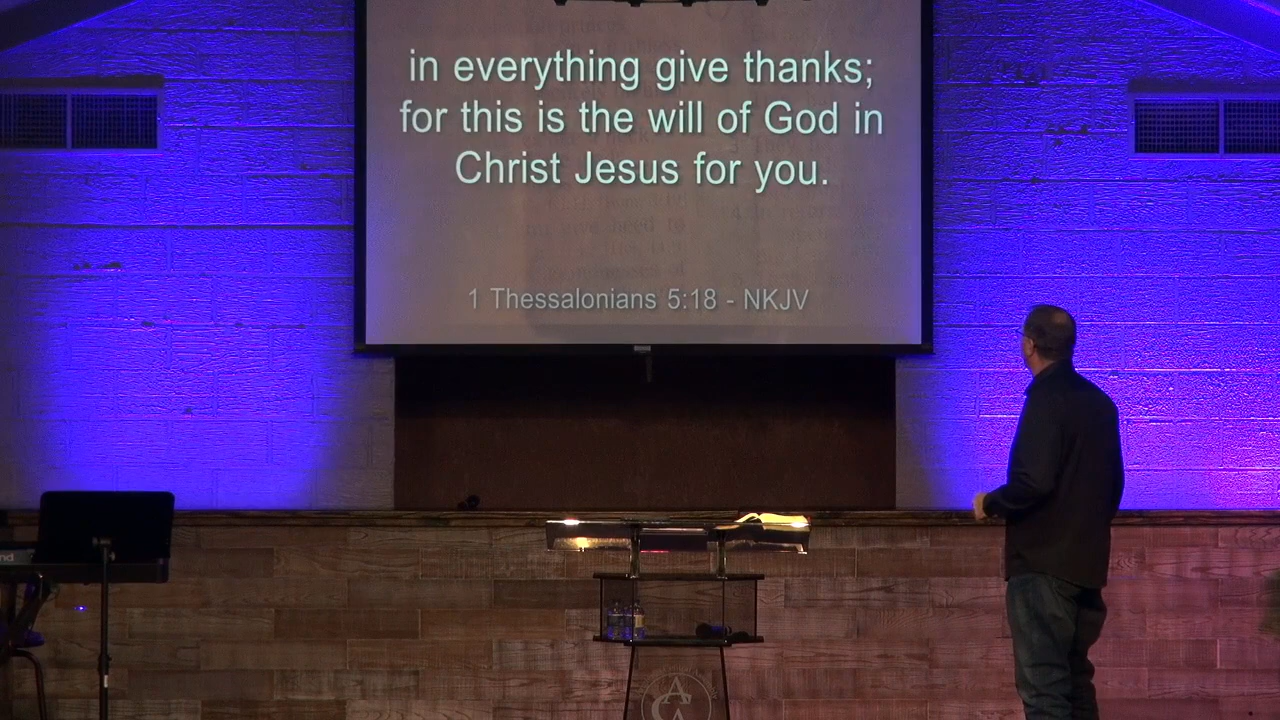 in everything give thanks;
for this is the will of God in
Christ Jesus for you.
1 Thessalonians 5:18 - NKJV